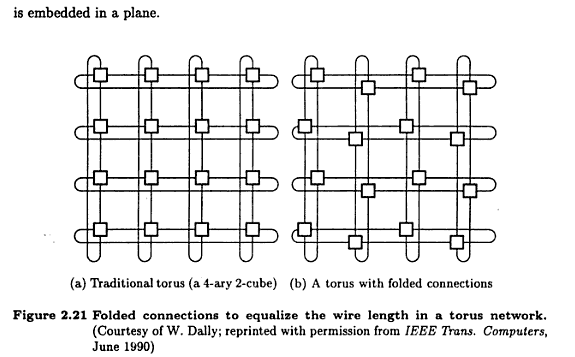 is embedded in a plane.
(a) Traditional torus (a 4-ary 2-cube) (b) A torus with folded connections
Figure 2.21 Folded connections to equalize the wire length in a torus network.
(Courtesy of W. Dally; reprinted with permission from IEEE Trans. Computers,
June 1990)